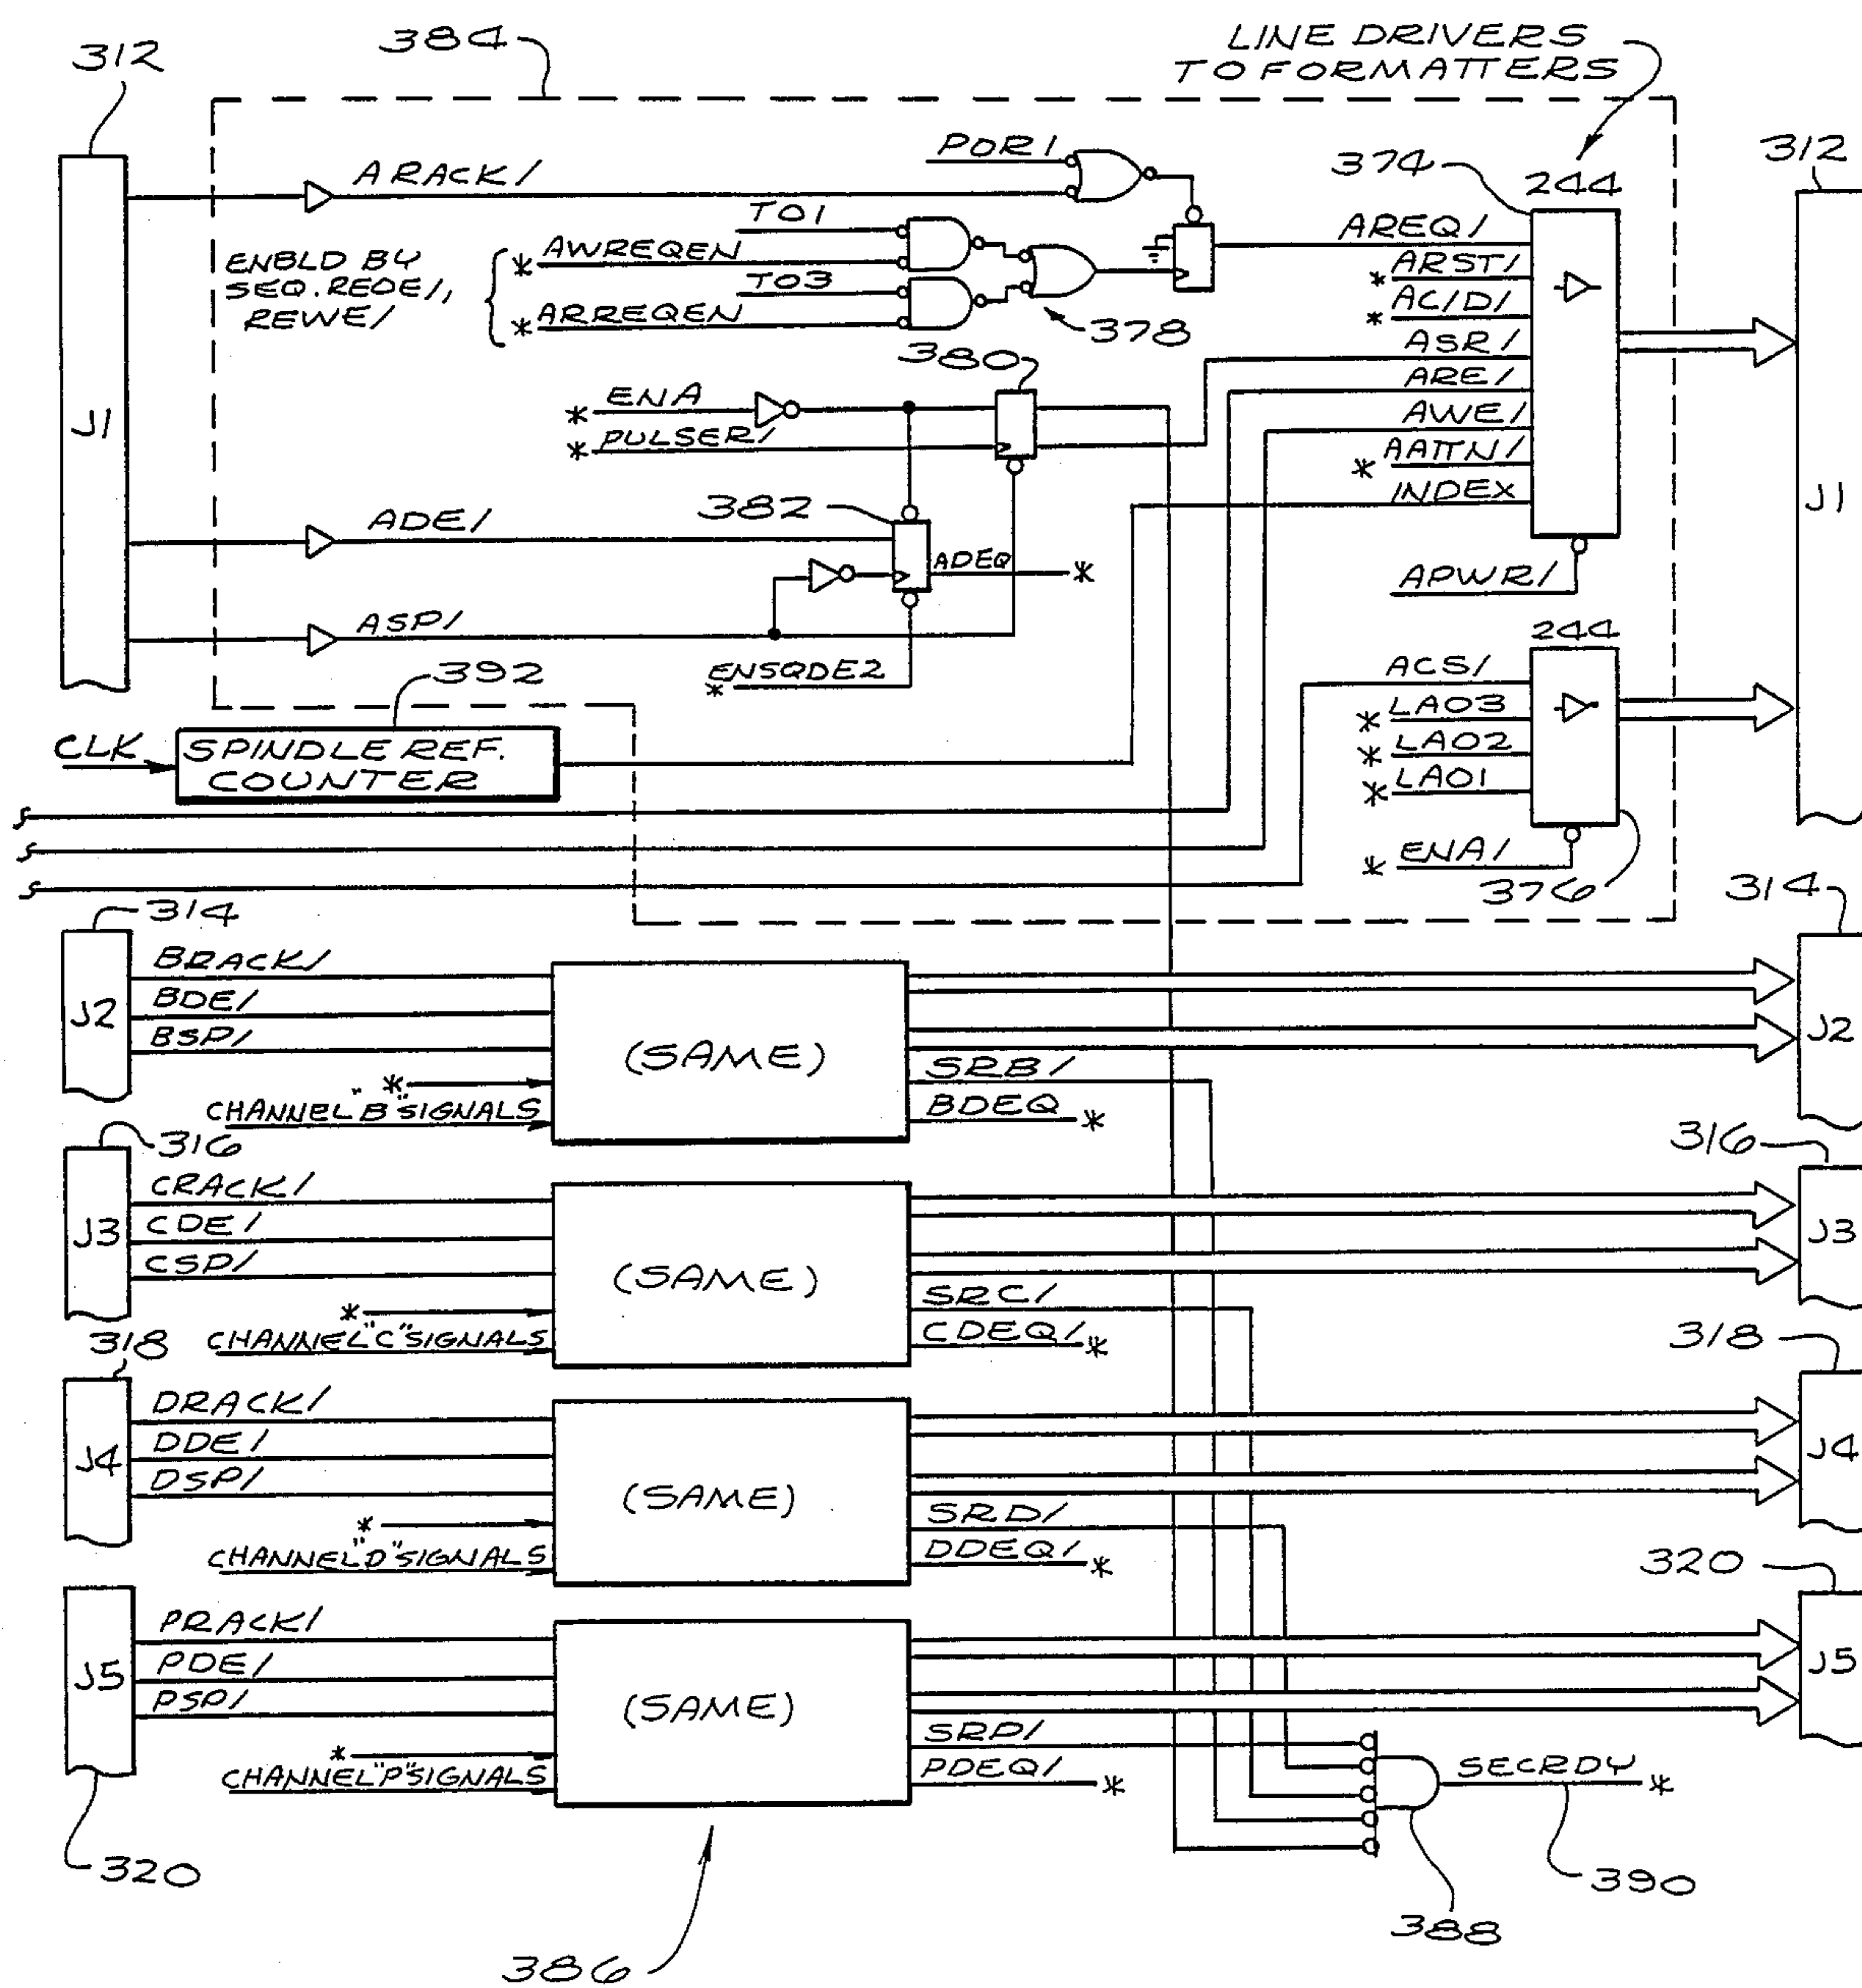 384
LINE DRIVERS
TO FORMATTERS
312
312
POR1
374
244
ARACK/
TO1
AREQ/
ENBLD BY
SEQ. REDE/,
REWE/
* AWREQEN
* ARST/
TO3
* AC/D/
* ARREQEN
378
ASR/
380
ARE/
J1
* ENA
AWE/
* PULSER/
* AATTN/
J1
INDEX
382
ADE/
ADEQ *
APWR/
ASP/
244
* ENSQDE2
ACS/
392
* LA03
CLK
SPINDLE REF.
COUNTER
* LA02
* LA01
* ENA/
376
314
314
BRACK/
J2
BDE/
J2
BSP/
(SAME)
*
SRB/
CHANNEL "B" SIGNALS
BDEQ *
316
316
CRACK/
J3
CDE/
J3
CSP/
(SAME)
*
SRC/
CHANNEL "C" SIGNALS
CDEQ/ *
318
318
DRACK/
J4
DDE/
J4
DSP/
(SAME)
*
SRD/
CHANNEL "D" SIGNALS
DDEQ/ *
320
PRACK/
J5
PDE/
J5
PSP/
(SAME)
*
SRP/
CHANNEL "P" SIGNALS
PDEQ/ *
SECRDY *
320
390
388
386